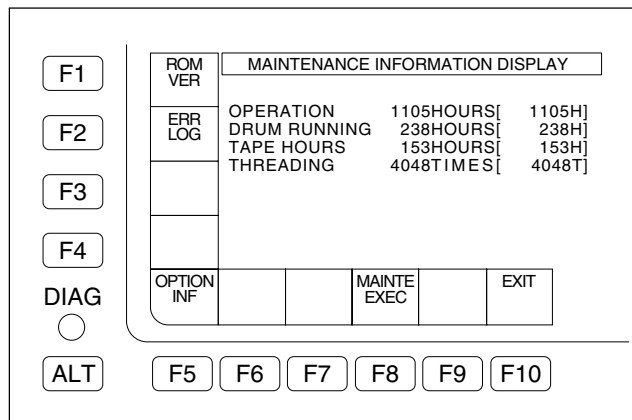 F1
F2
F3
F4
DIAG
ALT
ROM
VER
ERR
LOG
MAINTENANCE INFORMATION DISPLAY
OPERATION 1105HOURS[ 1105H]
DRUM RUNNING 238HOURS[ 238H]
TAPE HOURS 153HOURS[ 153H]
THREADING 4048TIMES[ 4048T]
OPTION
INF
MAINTE
EXEC
EXIT
F5 F6 F7 F8 F9 F10